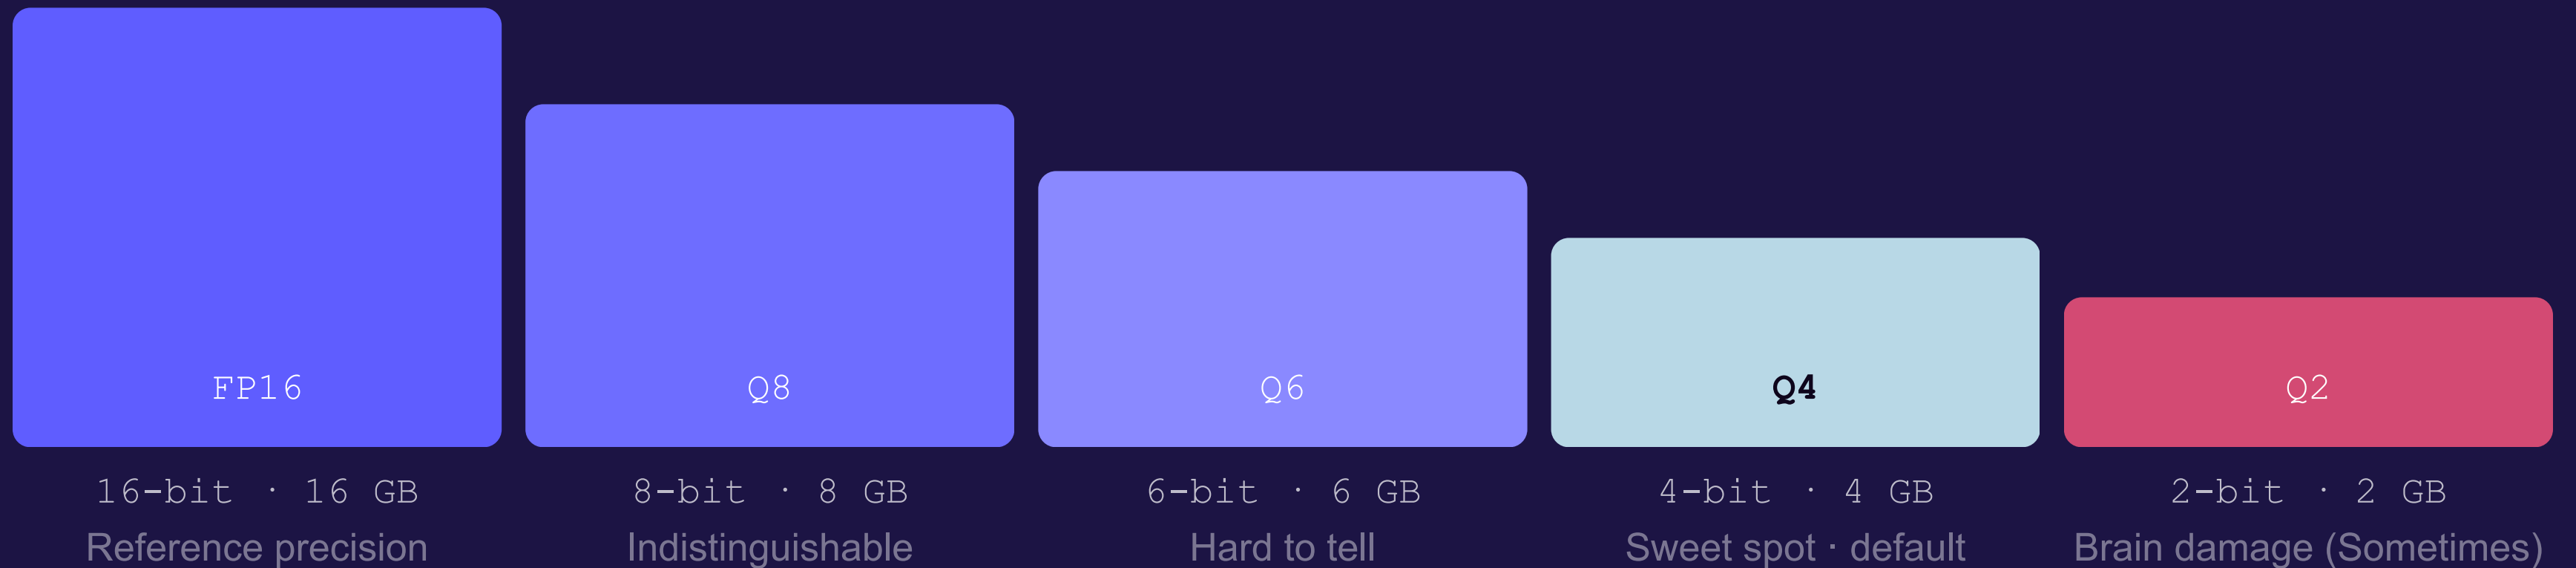 FP16
Q8
Q6
Q4
Q2
16-bit · 16 GB
8-bit · 8 GB
6-bit · 6 GB
4-bit · 4 GB
2-bit · 2 GB
Reference precision
Indistinguishable
Hard to tell
Sweet spot · default
Brain damage (Sometimes)